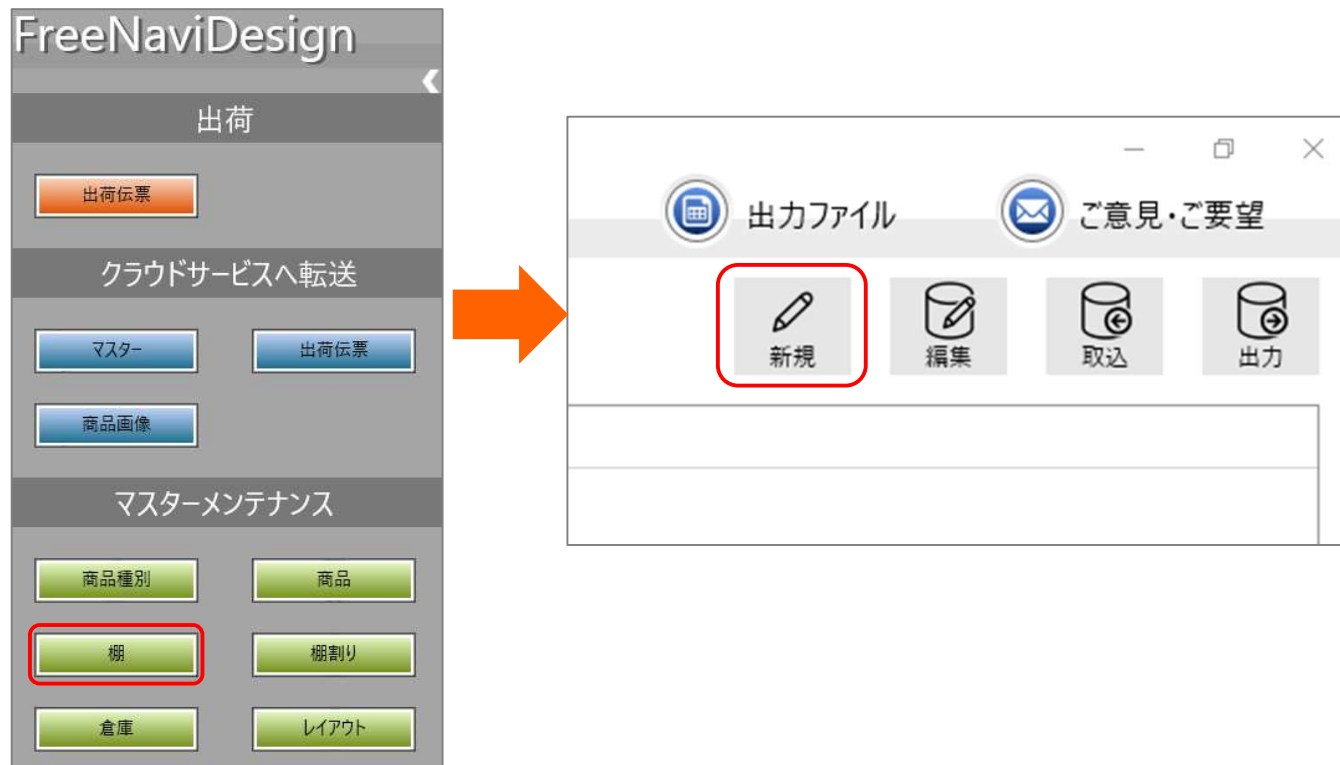 FreeNaviDesign
出荷
出荷伝票
クラウドサービスへ転送
マスター 出荷伝票
商品画像
マスターメンテナンス
商品種別 商品
棚 棚割り
倉庫 レイアウト
出力ファイル ご意見・ご要望
新規 編集 取込 出力